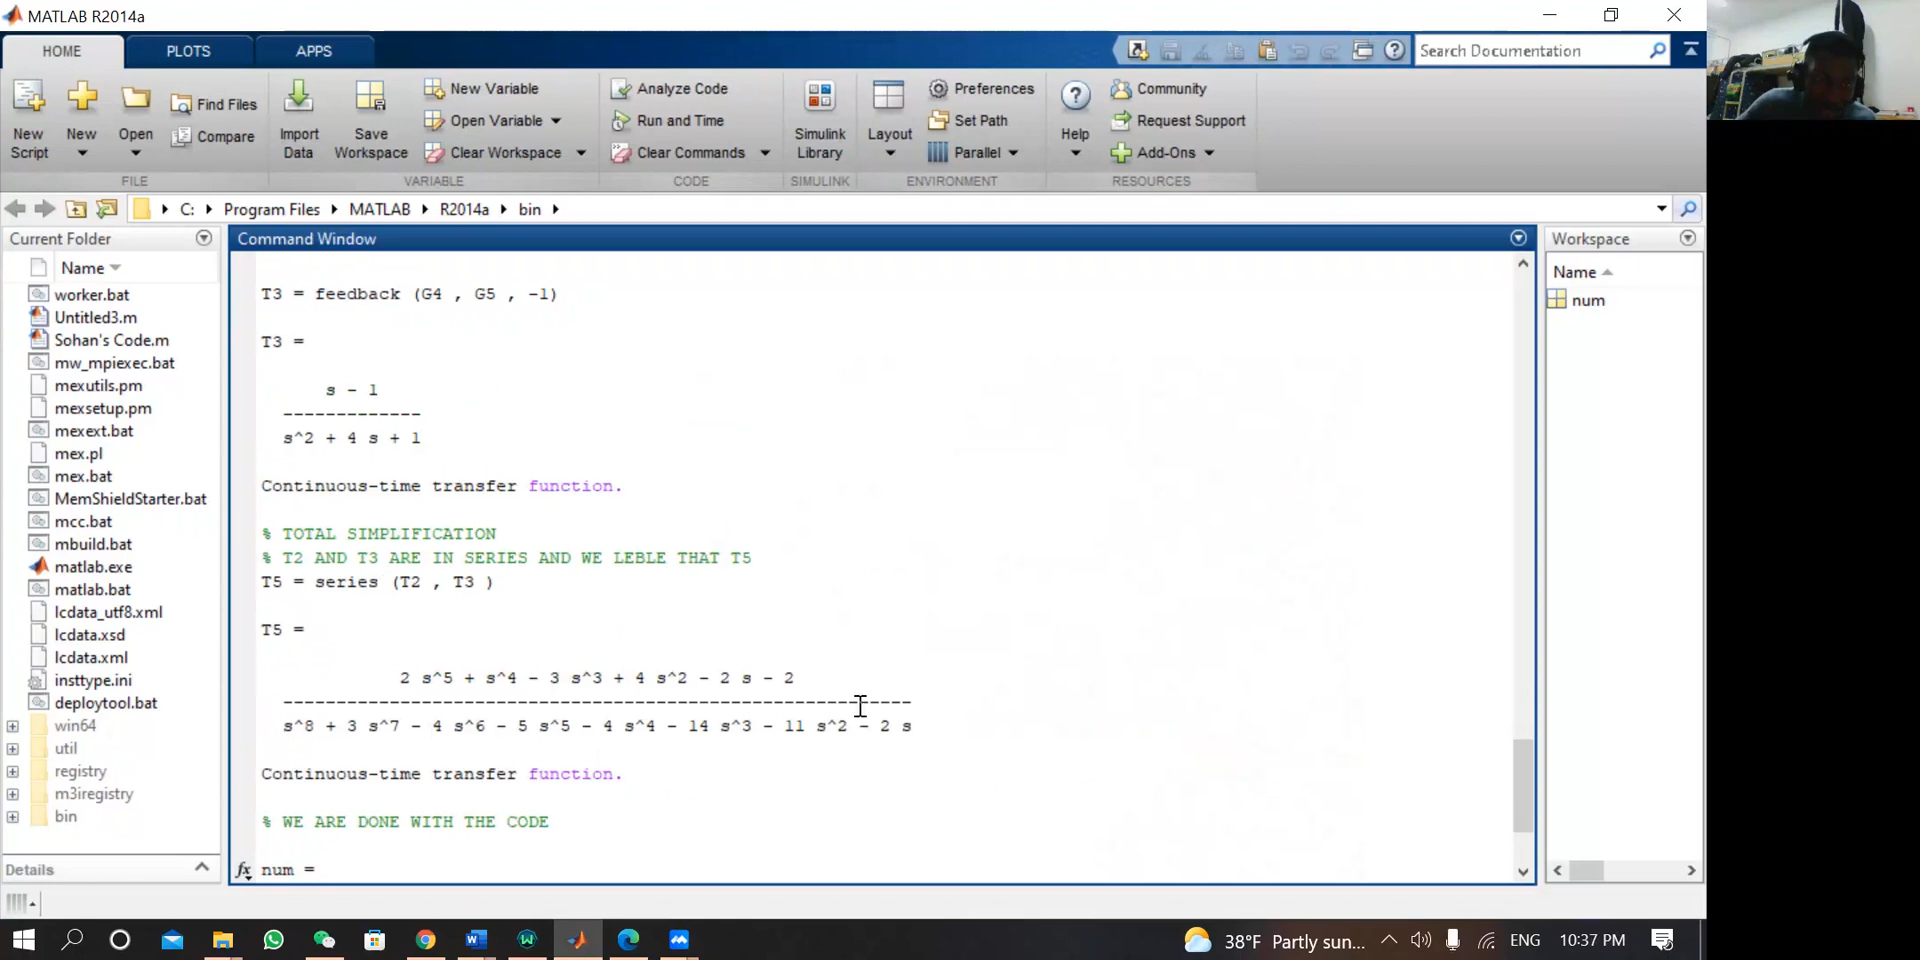 MATLAB R2014a
HOME
PLOTS
APPS
Search Documentation
New Script
New
Open
Find Files
Compare
Import Data
Save Workspace
New Variable
Open Variable
Clear Workspace
Analyze Code
Run and Time
Clear Commands
Simulink Library
Layout
Preferences
Set Path
Parallel
Help
Community
Request Support
Add-Ons
FILE
VARIABLE
CODE
SIMULINK
ENVIRONMENT
RESOURCES
C: Program Files MATLAB R2014a bin
Current Folder
Name
worker.bat
Untitled3.m
Sohan's Code.m
mw_mpiexec.bat
mexutils.pm
mexsetup.pm
mexext.bat
mex.pl
mex.bat
MemShieldStarter.bat
mcc.bat
mbuild.bat
matlab.exe
matlab.bat
lcdata_utf8.xml
lcdata.xsd
lcdata.xml
insttype.ini
deploytool.bat
win64
util
registry
m3iregistry
bin
Details
Command Window
T3 = feedback (G4 , G5 , -1)
T3 =
s - 1
-------------
s^2 + 4 s + 1
Continuous-time transfer function.
% TOTAL SIMPLIFICATION
% T2 AND T3 ARE IN SERIES AND WE LEBLE THAT T5
T5 = series (T2 , T3 )
T5 =
2 s^5 + s^4 - 3 s^3 + 4 s^2 - 2 s - 2
-----------------------------------------------------------
s^8 + 3 s^7 - 4 s^6 - 5 s^5 - 4 s^4 - 14 s^3 - 11 s^2 - 2 s
Continuous-time transfer function.
% WE ARE DONE WITH THE CODE
fx num =
Workspace
Name
num
38°F Partly sun...
ENG
10:37 PM